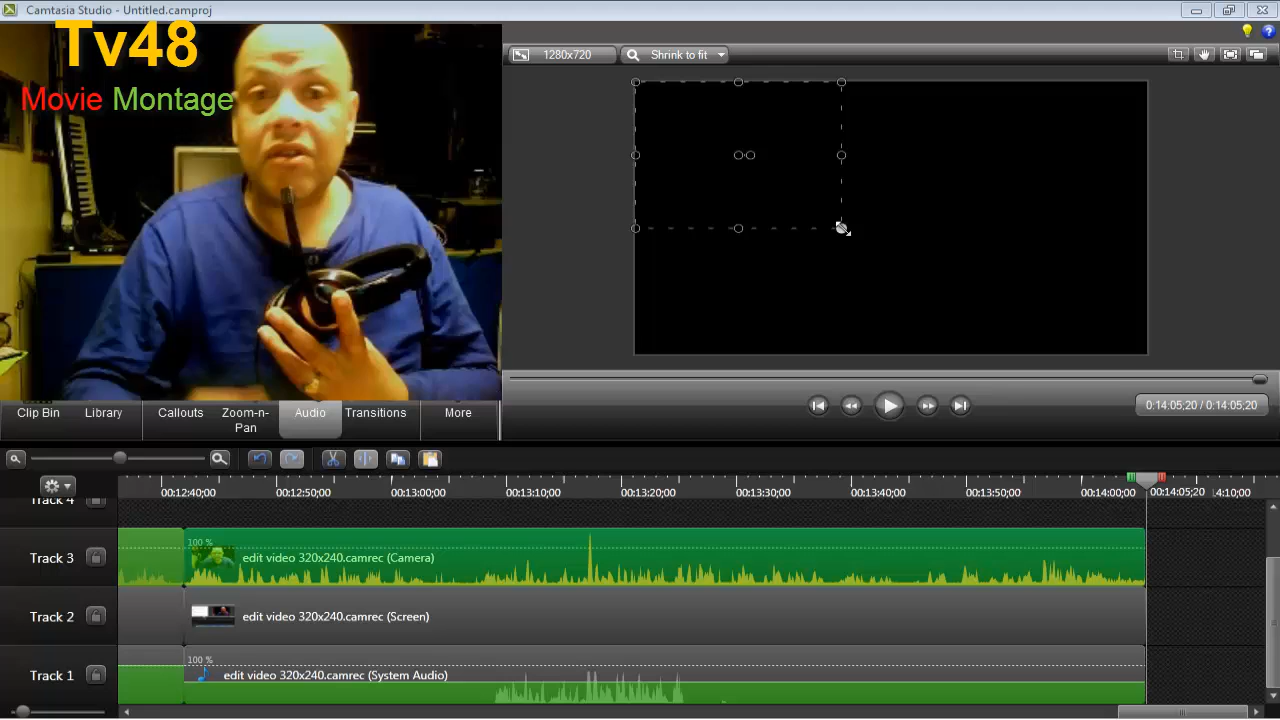 Camtasia Studio - Untitled.camproj
Tv48
Movie Montage
1280x720
Shrink to fit
Clip Bin
Library
Callouts
Zoom-n-
Pan
Audio
Transitions
More
0:14:05;20 / 0:14:05;20
00:12:40;00
00:12:50;00
00:13:00;00
00:13:10;00
00:13:20;00
00:13:30;00
00:13:40;00
00:13:50;00
00:14:00;00
00:14:05;20
4:10;00
Track 4
Track 3
100 %
edit video 320x240.camrec (Camera)
Track 2
edit video 320x240.camrec (Screen)
Track 1
100 %
edit video 320x240.camrec (System Audio)